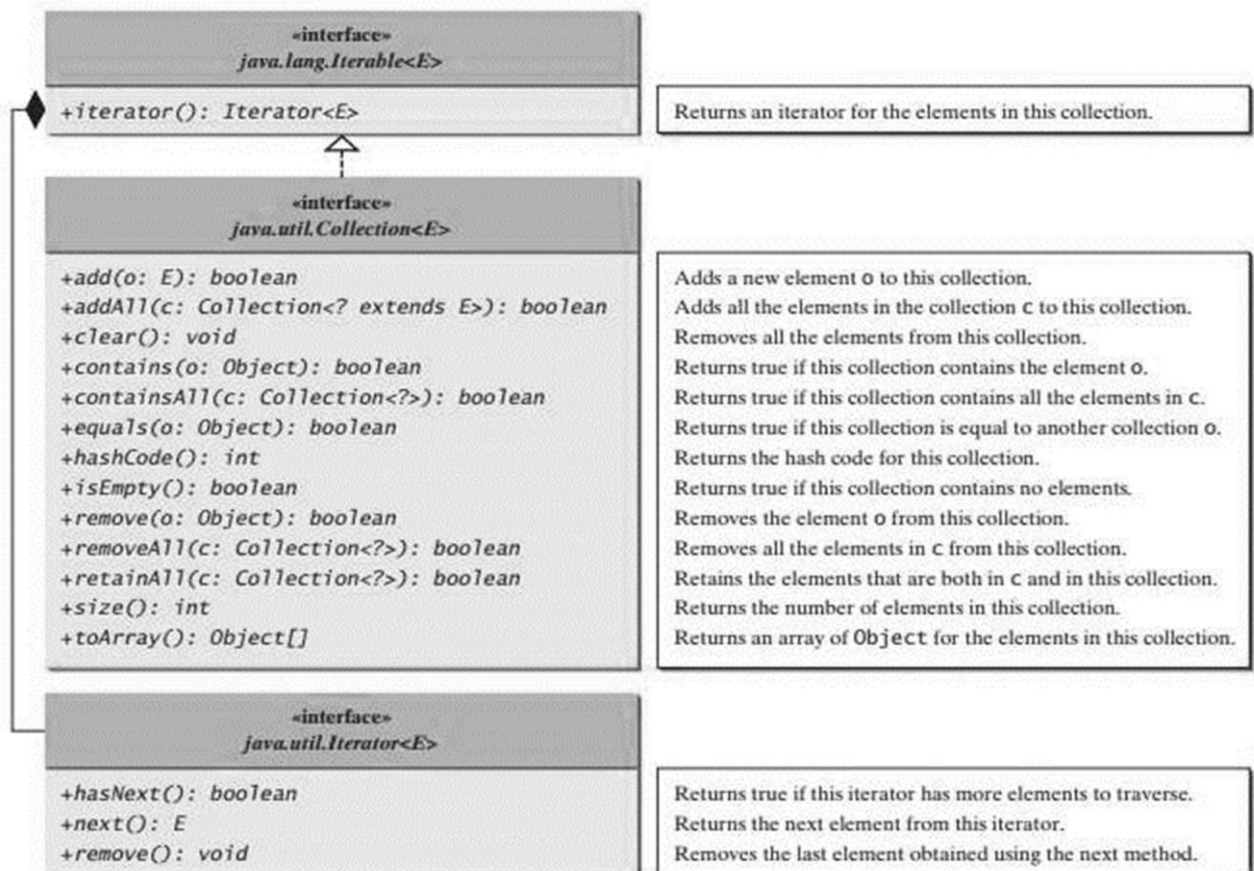 «interface»
java.lang.Iterable<E>
+iterator(): Iterator<E>
Returns an iterator for the elements in this collection.
«interface»
java.util.Collection<E>
+add(o: E): boolean
Adds a new element o to this collection.
+addAll(c: Collection<? extends E>): boolean
Adds all the elements in the collection c to this collection.
+clear(): void
Removes all the elements from this collection.
+contains(o: Object): boolean
Returns true if this collection contains the element o.
+containsAll(c: Collection<?>): boolean
Returns true if this collection contains all the elements in c.
+equals(o: Object): boolean
Returns true if this collection is equal to another collection o.
+hashCode(): int
Returns the hash code for this collection.
+isEmpty(): boolean
Returns true if this collection contains no elements.
+remove(o: Object): boolean
Removes the element o from this collection.
+removeAll(c: Collection<?>): boolean
Removes all the elements in c from this collection.
+retainAll(c: Collection<?>): boolean
Retains the elements that are both in c and in this collection.
+size(): int
Returns the number of elements in this collection.
+toArray(): Object[]
Returns an array of Object for the elements in this collection.
«interface»
java.util.Iterator<E>
+hasNext(): boolean
Returns true if this iterator has more elements to traverse.
+next(): E
Returns the next element from this iterator.
+remove(): void
Removes the last element obtained using the next method.